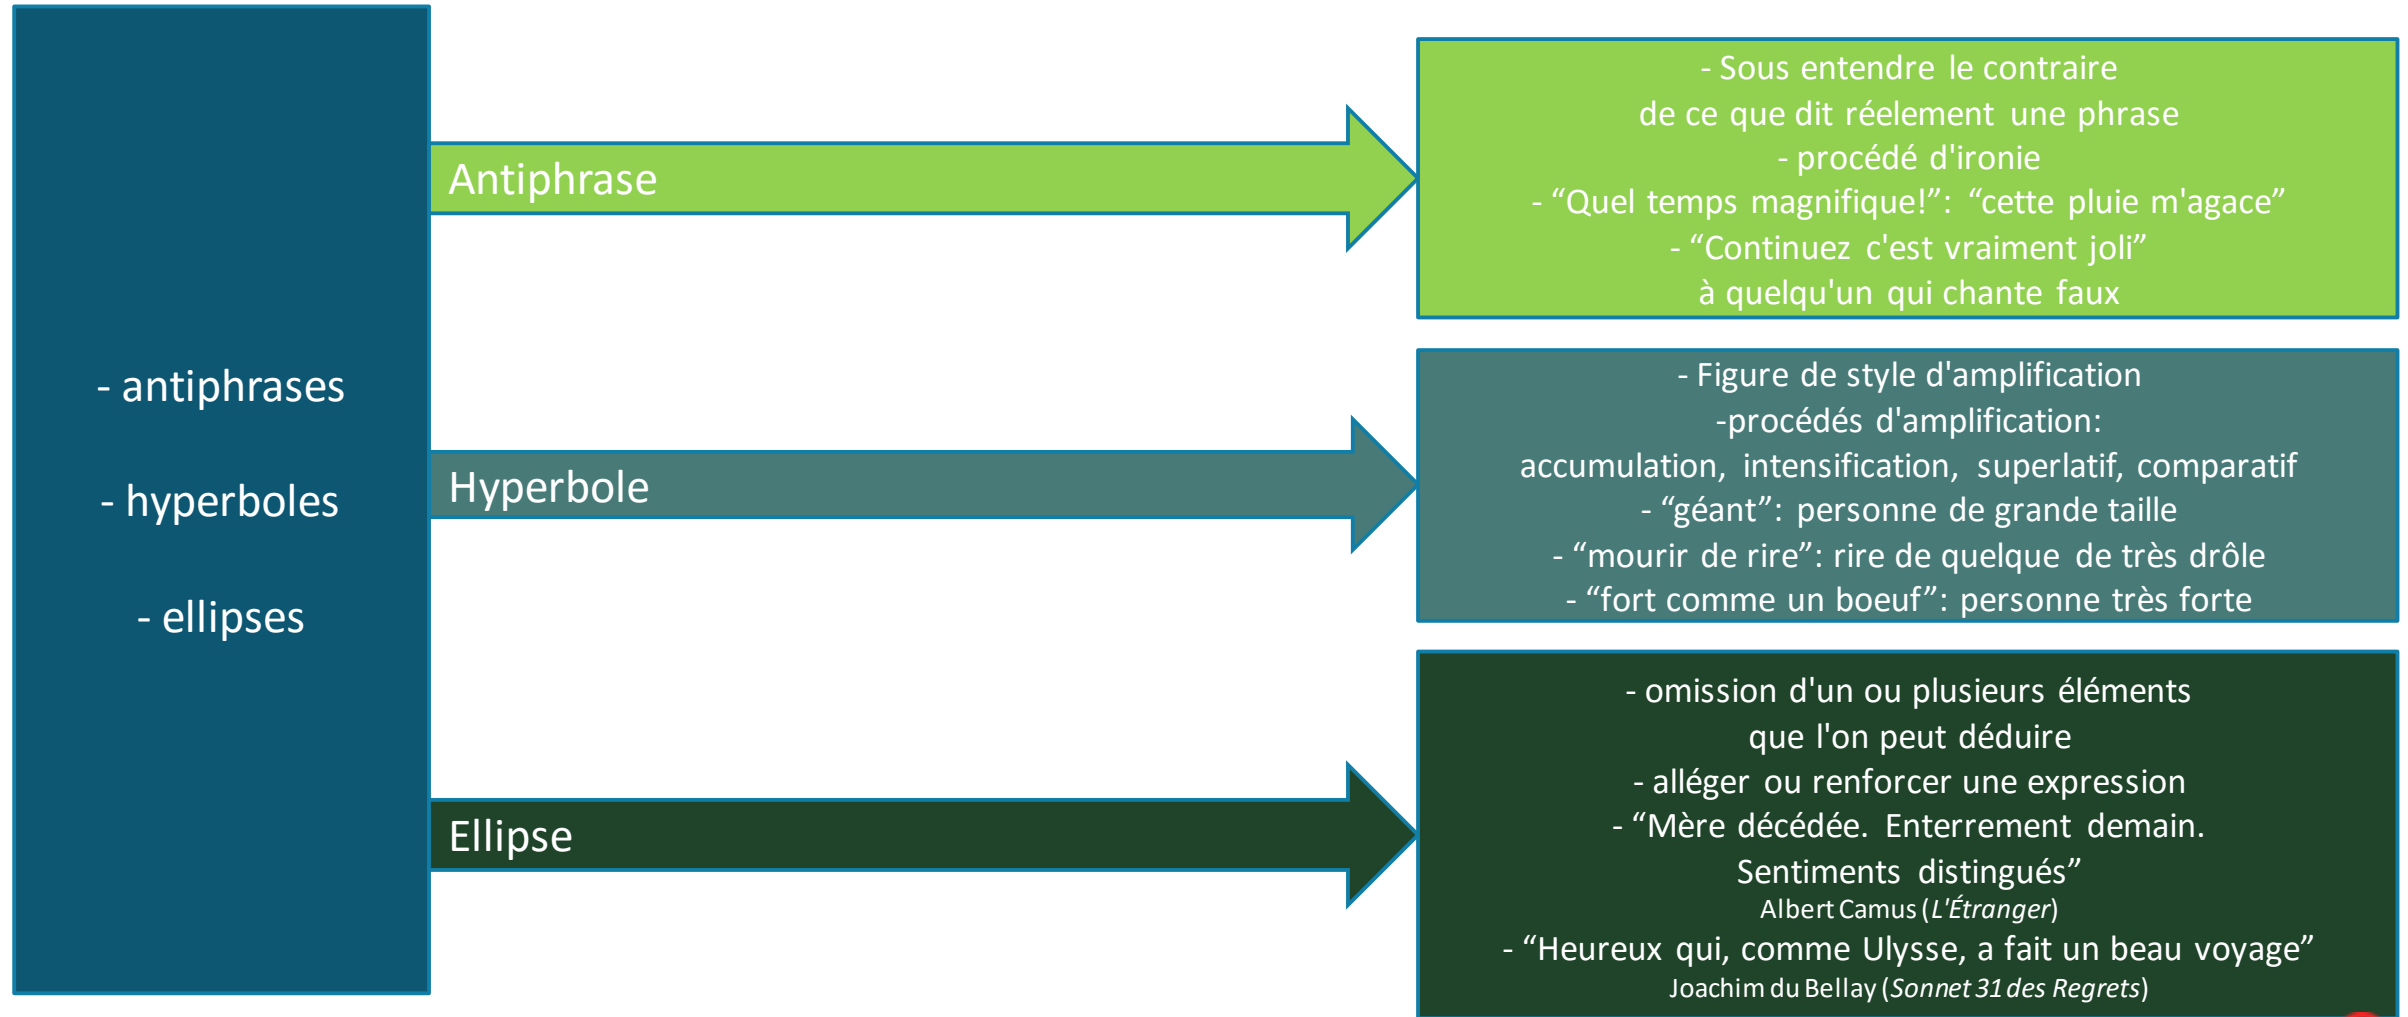 - antiphrases
- hyperboles
- ellipses
Antiphrase
- Sous entendre le contraire
de ce que dit réelement une phrase
- procédé d'ironie
- “Quel temps magnifique!”: “cette pluie m'agace”
- “Continuez c'est vraiment joli”
à quelqu'un qui chante faux
Hyperbole
- Figure de style d'amplification
-procédés d'amplification:
accumulation, intensification, superlatif, comparatif
- “géant”: personne de grande taille
- “mourir de rire”: rire de quelque de très drôle
- “fort comme un boeuf”: personne très forte
Ellipse
- omission d'un ou plusieurs éléments
que l'on peut déduire
- alléger ou renforcer une expression
- “Mère décédée. Enterrement demain.
Sentiments distingués”
Albert Camus (L'Étranger)
- “Heureux qui, comme Ulysse, a fait un beau voyage”
Joachim du Bellay (Sonnet 31 des Regrets)